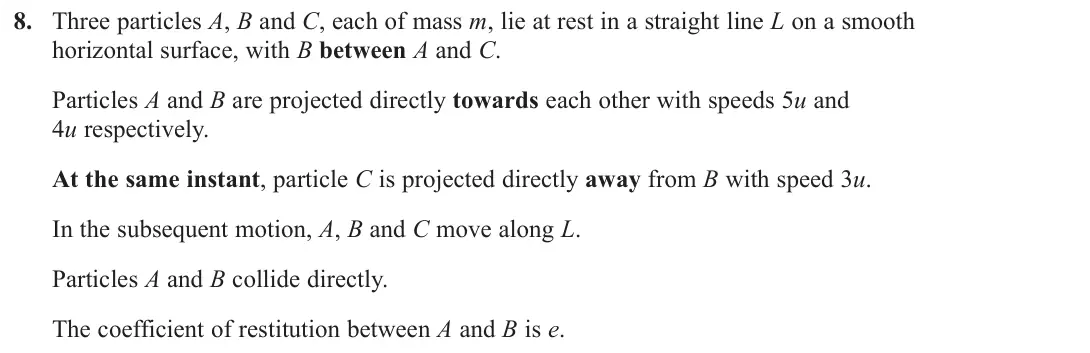 8. Three particles A, B and C, each of mass m, lie at rest in a straight line L on a smooth
horizontal surface, with B between A and C.
Particles A and B are projected directly towards each other with speeds 5u and
4u respectively.
At the same instant, particle C is projected directly away from B with speed 3u.
In the subsequent motion, A, B and C move along L.
Particles A and B collide directly.
The coefficient of restitution between A and B is e.